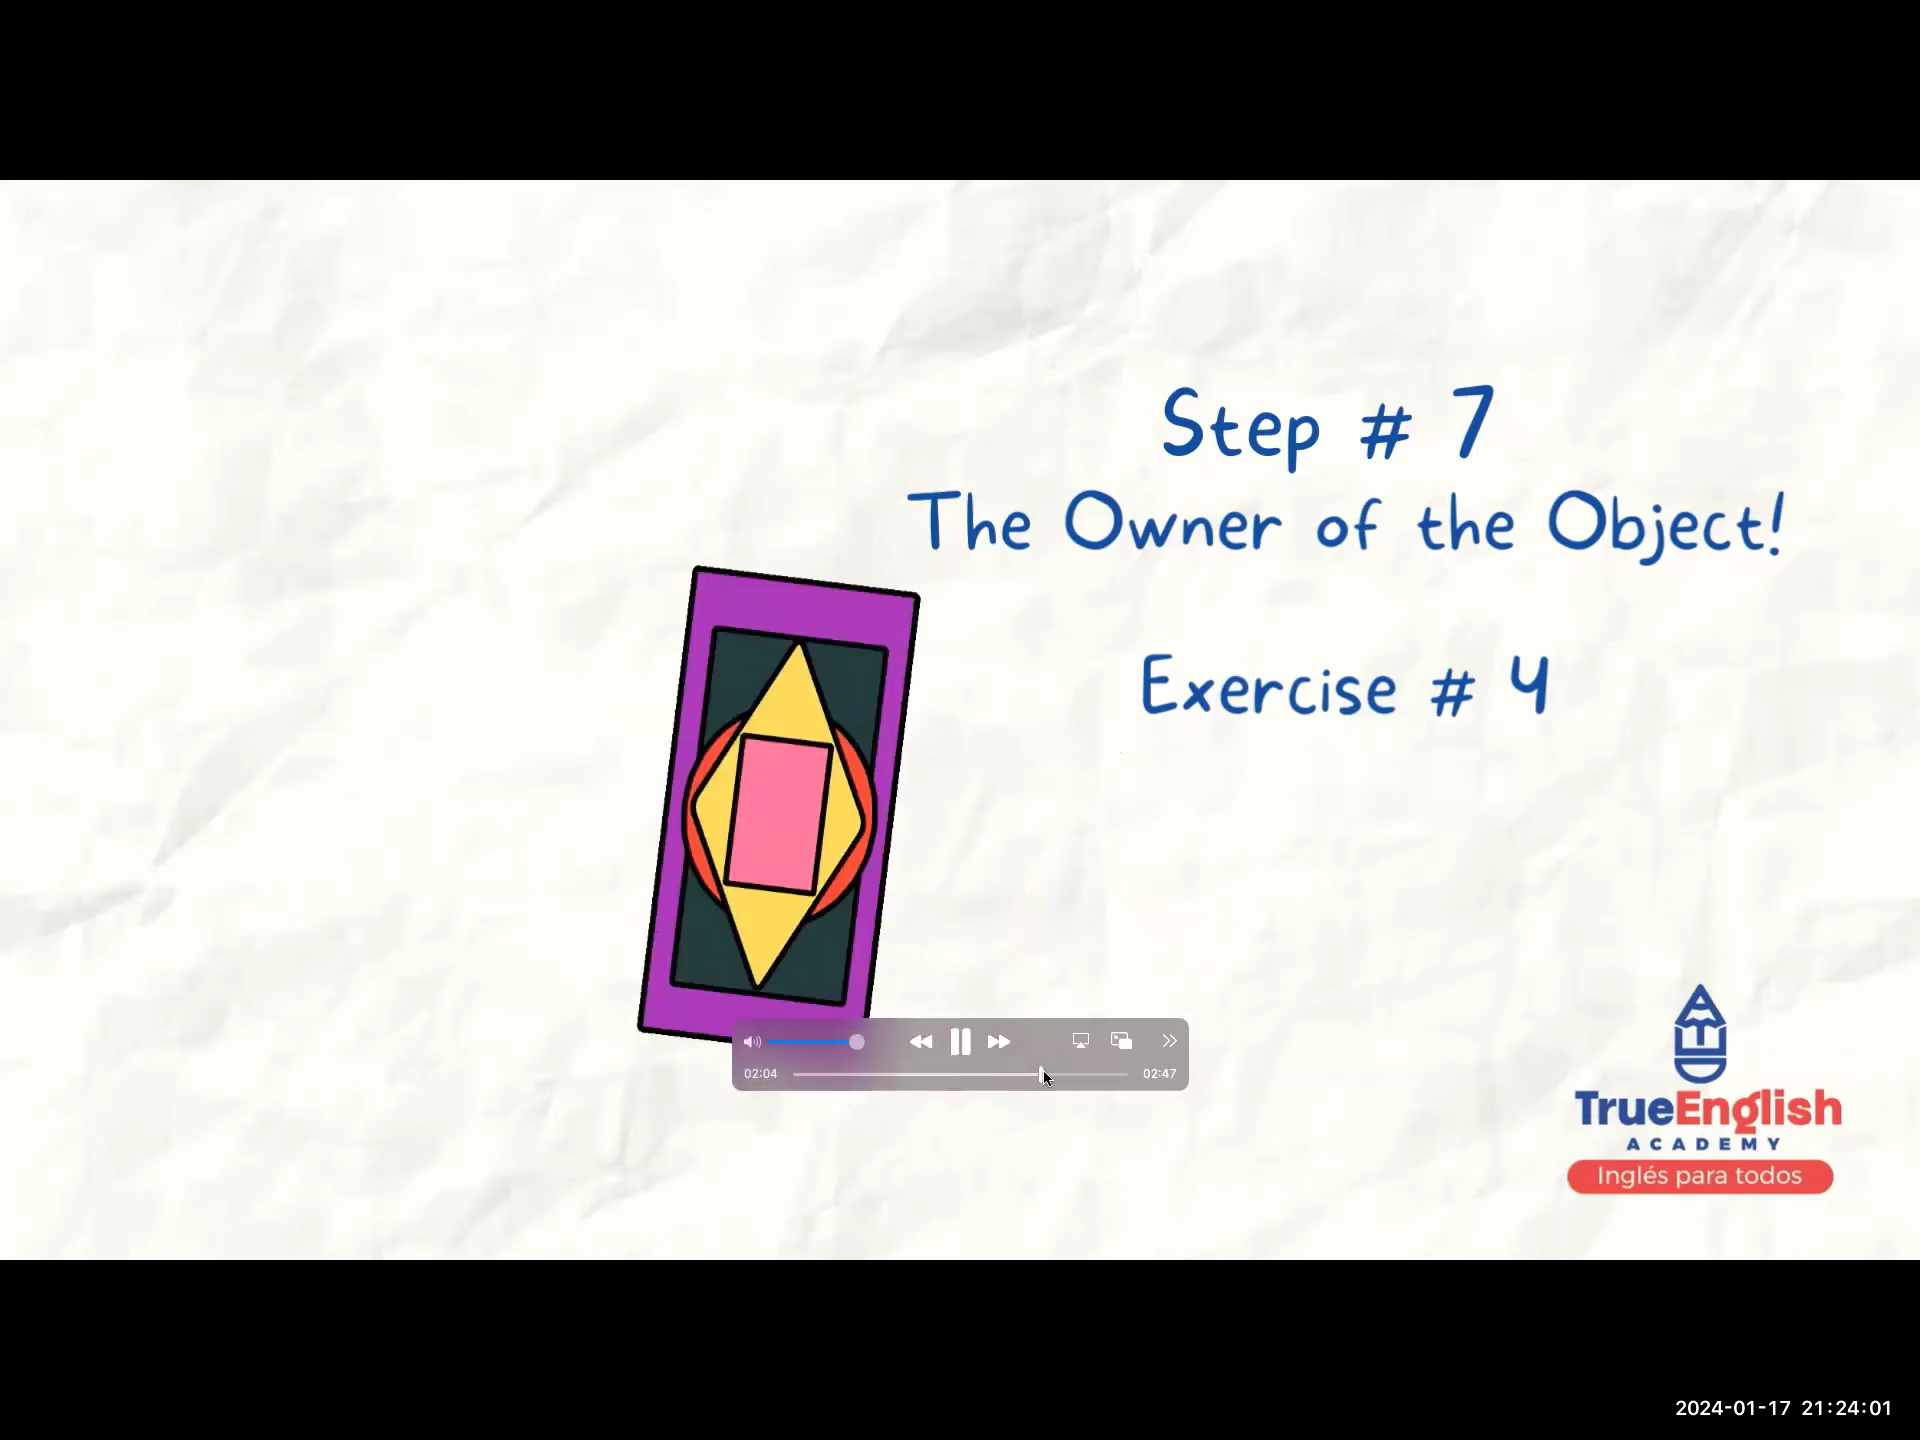 Step # 7
The Owner of the Object!
Exercise # 4
02:04
02:47
TrueEnglish
ACADEMY
Inglés para todos
2024-01-17 21:24:01